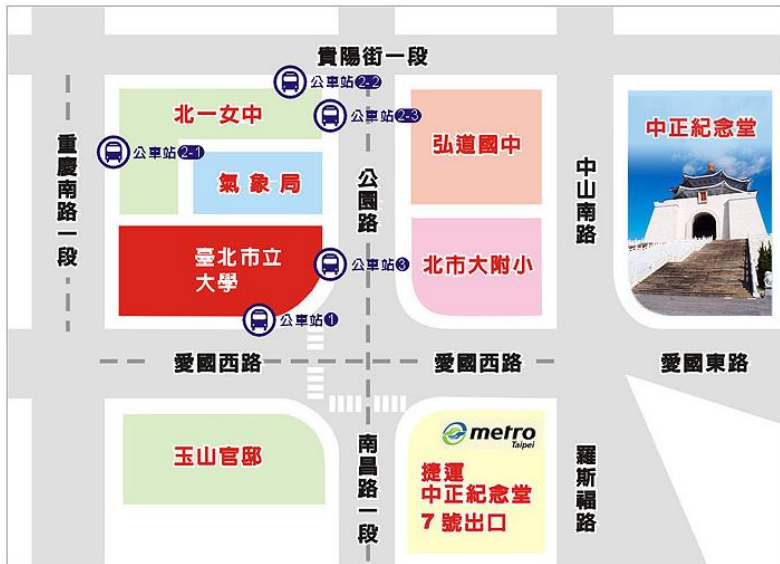 貴陽街一段
公車站2-2
北一女中
公車站2-3
中正紀念堂
重慶南路一段
公車站2-1
弘道國中
氣象局
公園路
中山南路
臺北市立
大學
公車站3
北市大附小
公車站1
愛國西路
愛國西路
愛國東路
玉山官邸
南昌路一段
metro
Taipei
捷運
中正紀念堂
7號出口
羅斯福路